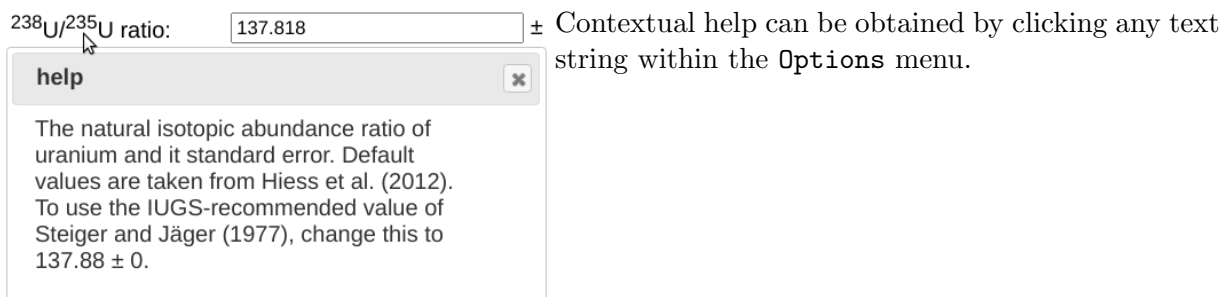 ²³⁸U/²³⁵U ratio: 137.818 ±
help
The natural isotopic abundance ratio of
uranium and it standard error. Default
values are taken from Hiess et al. (2012).
To use the IUGS-recommended value of
Steiger and Jäger (1977), change this to
137.88 ± 0.
Contextual help can be obtained by clicking any text
string within the Options menu.